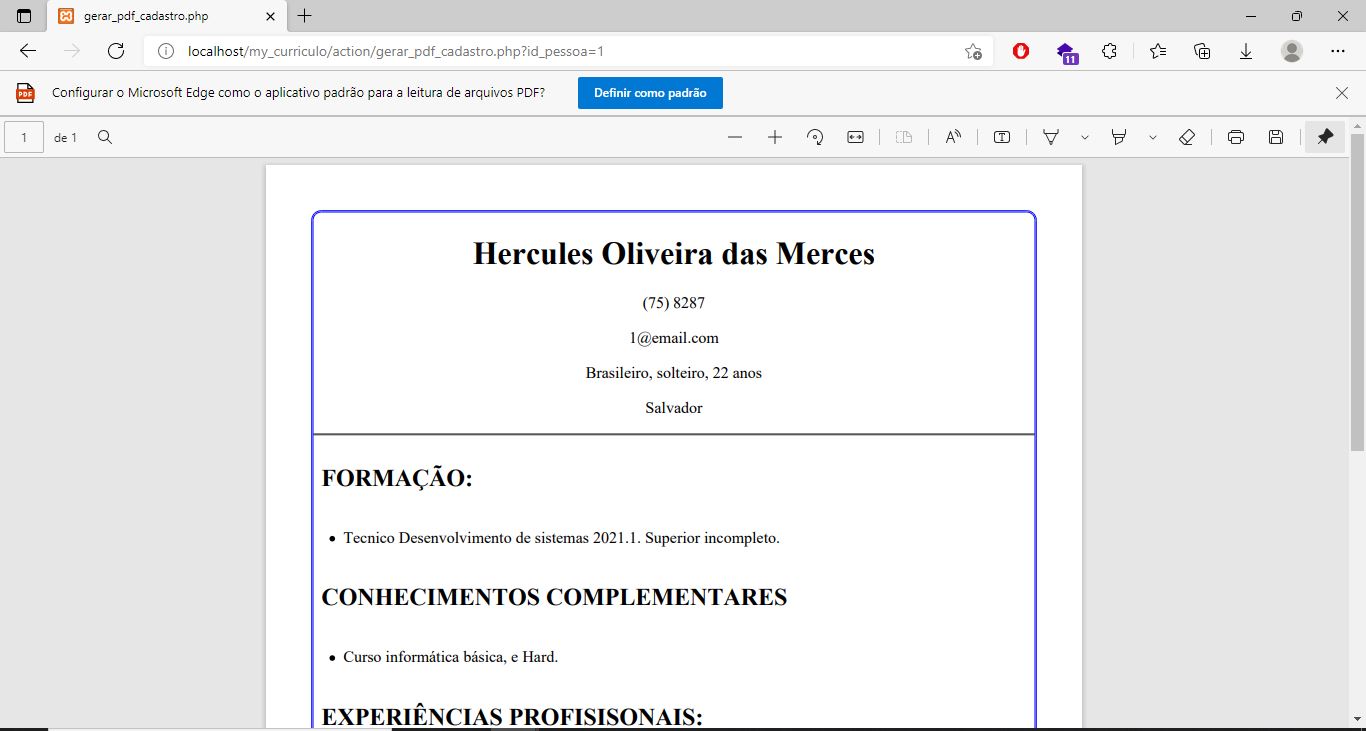 gerar_pdf_cadastro.php
localhost/my_curriculo/action/gerar_pdf_cadastro.php?id_pessoa=1
11
PDF
Configurar o Microsoft Edge como o aplicativo padrão para a leitura de arquivos PDF?
Definir como padrão
1 de 1
Hercules Oliveira das Merces
(75) 8287
1@email.com
Brasileiro, solteiro, 22 anos
Salvador
FORMAÇÃO:
• Tecnico Desenvolvimento de sistemas 2021.1. Superior incompleto.
CONHECIMENTOS COMPLEMENTARES
• Curso informática básica, e Hard.
EXPERIÊNCIAS PROFISISONAIS: